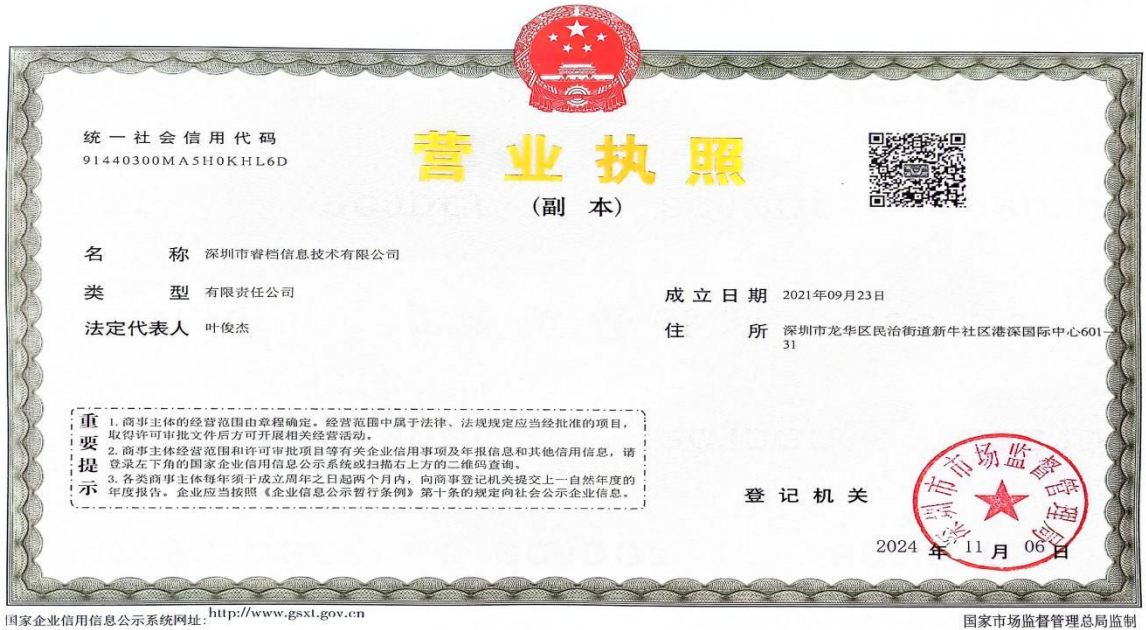 统一社会信用代码
91440300MA5H0KHL6D
营业执照
(副 本)
名 称 深圳市睿档信息技术有限公司
类 型 有限责任公司
法定代表人 叶俊杰
成立日期 2021年09月23日
住 所 深圳市龙华区民治街道新牛社区港深国际中心601-
31
重要提示
1. 商事主体的经营范围由章程确定。经营范围中属于法律、法规规定应当经批准的项目，
取得许可审批文件后方可开展相关经营活动。
2. 商事主体经营范围和许可审批项目等有关企业信用事项及年报信息和其他信用信息，请
登录左下角的国家企业信用信息公示系统或扫描右上方的二维码查询。
3. 各类商事主体每年须于成立周年之日起两个月内，向商事登记机关提交上一自然年度的
年度报告。企业应当按照《企业信息公示暂行条例》第十条的规定向社会公示企业信息。
登记机关
深圳市市场监督管理局
2024 年 11 月 06 日
国家企业信用信息公示系统网址: http://www.gsxt.gov.cn
国家市场监督管理总局监制